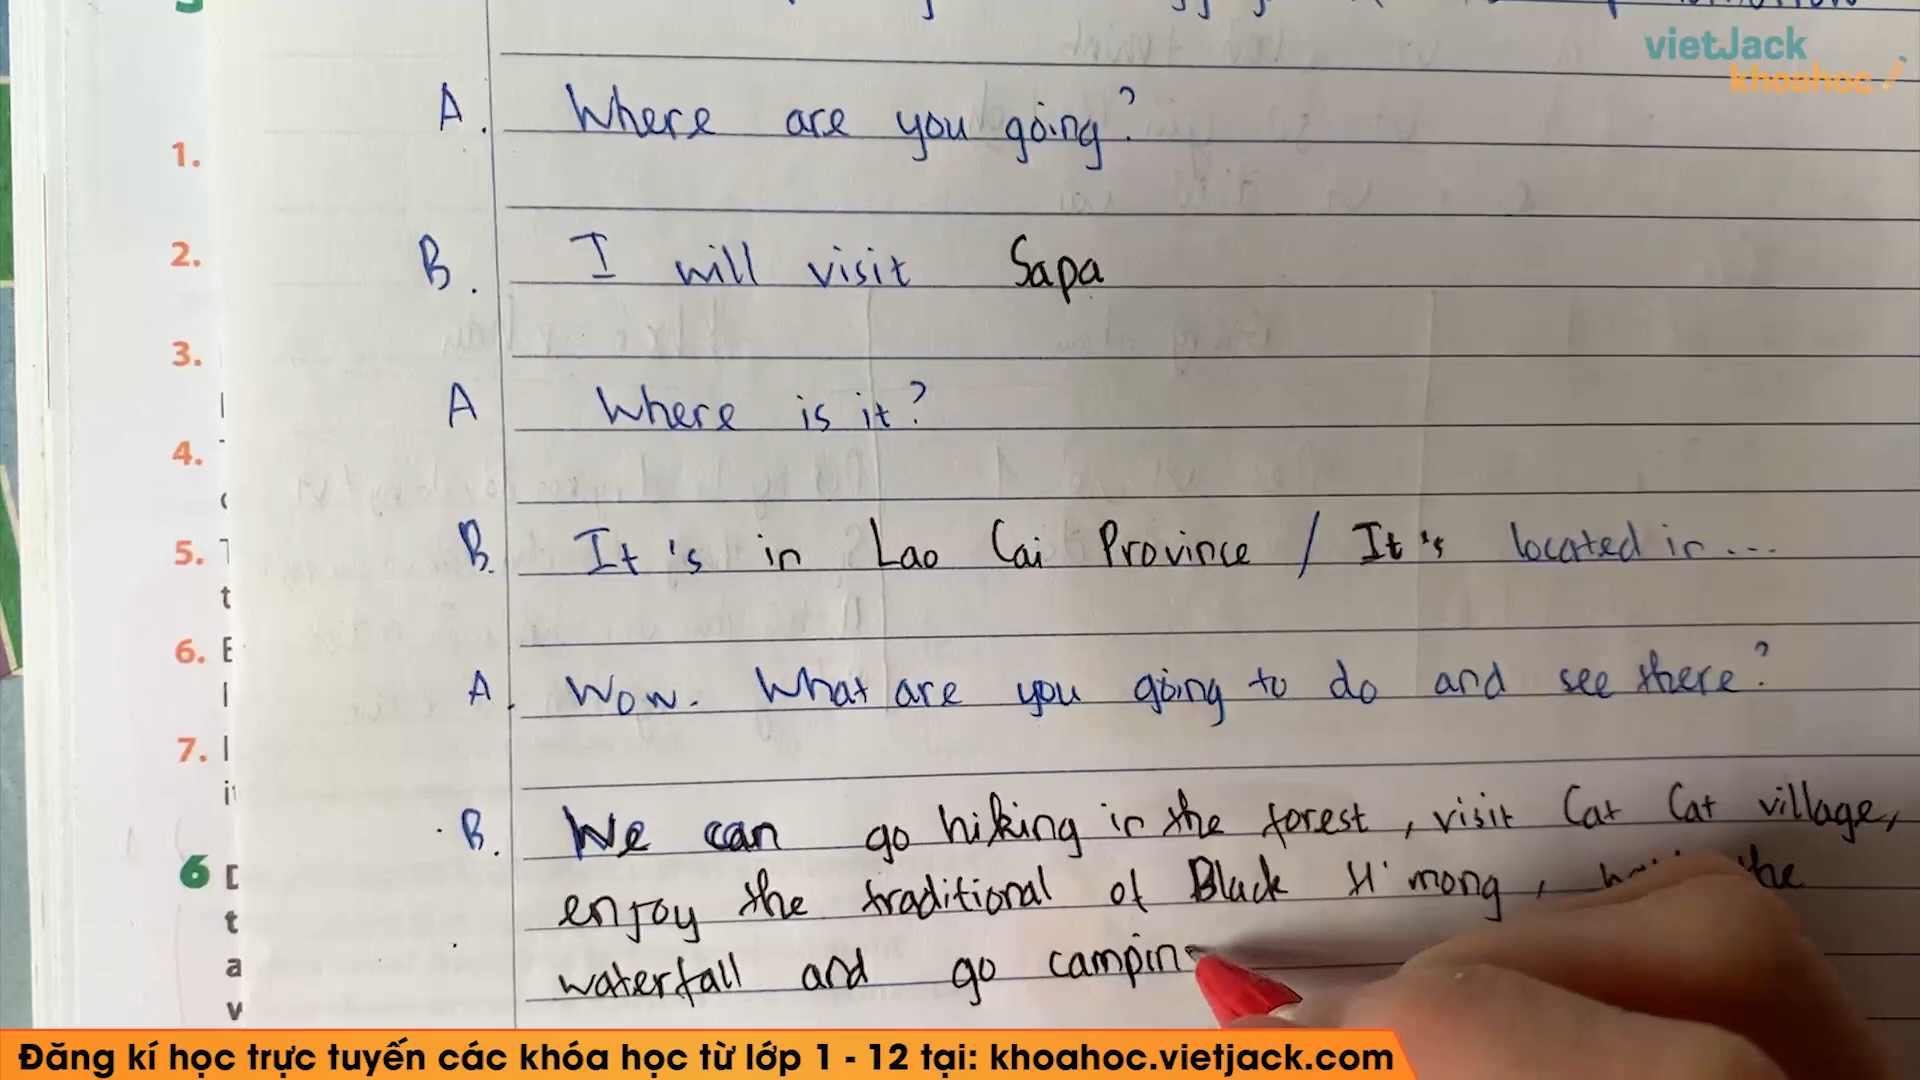 vietJack
khoahoc
A. Where are you going?
1.
B. I will visit Sapa
2.
3.
A Where is it?
4.
B. It's in Lao Cai Province / It's located in...
5.
6.
A. Wow. What are you going to do and see there?
7.
B. We can go hiking in the forest, visit Cat Cat village,
enjoy the traditional of Black H'mong, the
6
waterfall and go campin
Đăng kí học trực tuyến các khóa học từ lớp 1 - 12 tại: khoahoc.vietjack.com